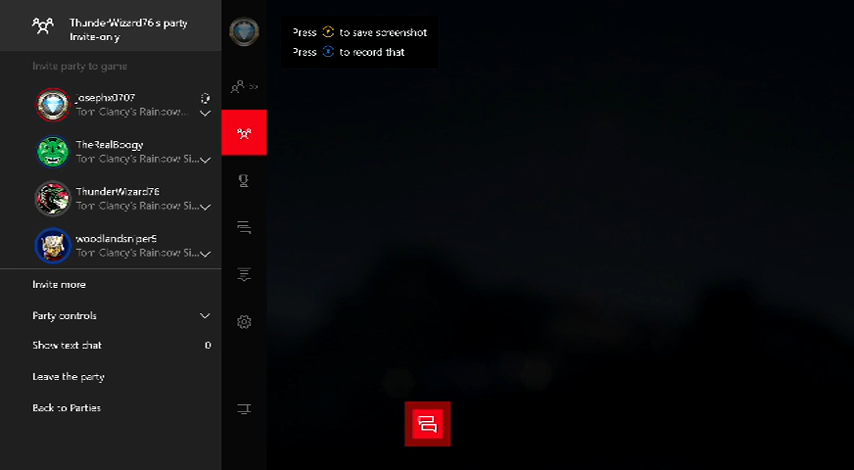 ThunderWizard76's party
Invite-only
Invite party to game
josephx0707
Tom Clancy's Rainbow...
TheRealBoogy
Tom Clancy's Rainbow Si...
ThunderWizard76
Tom Clancy's Rainbow Si...
woodlandsniper5
Tom Clancy's Rainbow Si...
Invite more
Party controls
Show text chat 0
Leave the party
Back to Parties
Press Y to save screenshot
Press X to record that